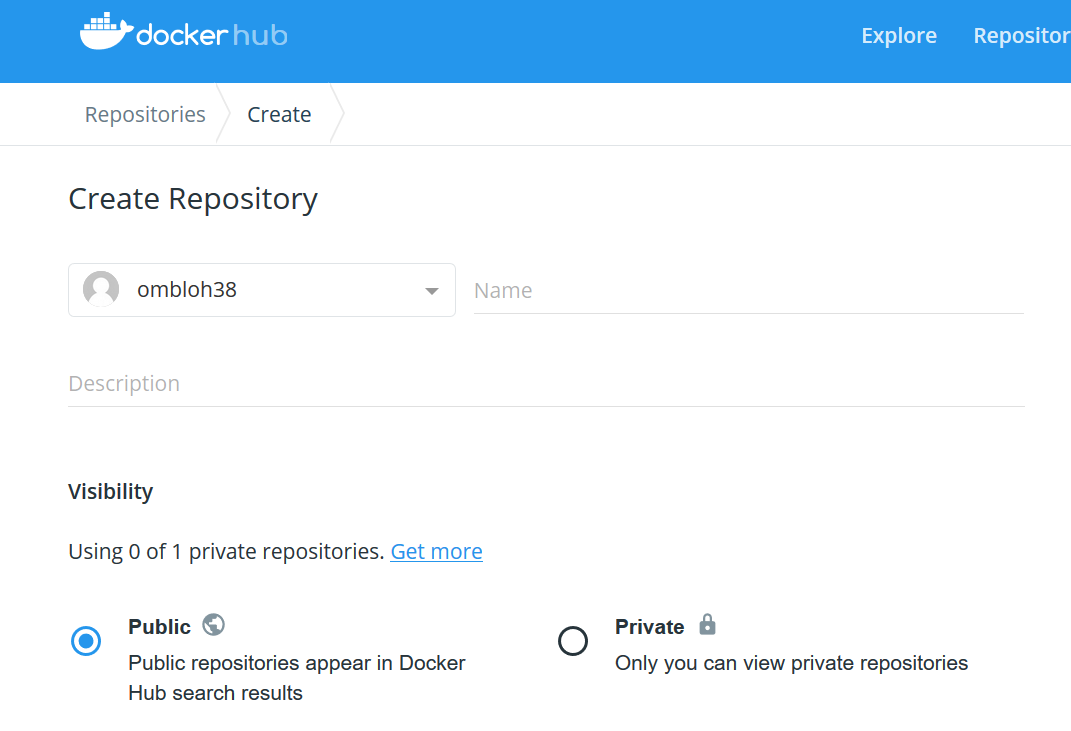 docker hub
Explore Repositor
Repositories Create
Create Repository
ombloh38 Name
Description
Visibility
Using 0 of 1 private repositories. Get more
Public Private
Public repositories appear in Docker Only you can view private repositories
Hub search results